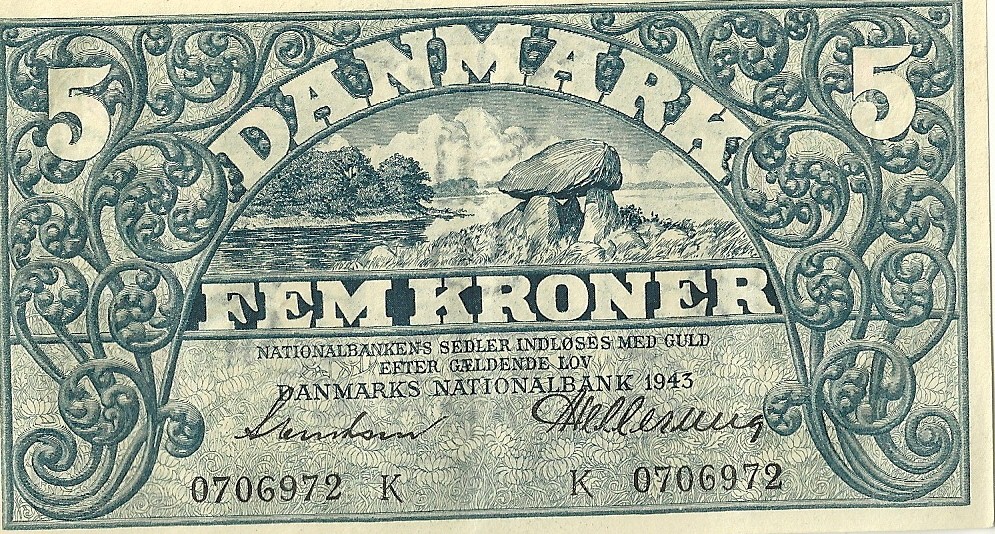 5 DANMARK 5
FEM KRONER
NATIONALBANKENS SEDLER INDLØSES MED GULD
EFTER GÆLDENDE LOV
DANMARKS NATIONALBANK 1943
0706972 K K 0706972